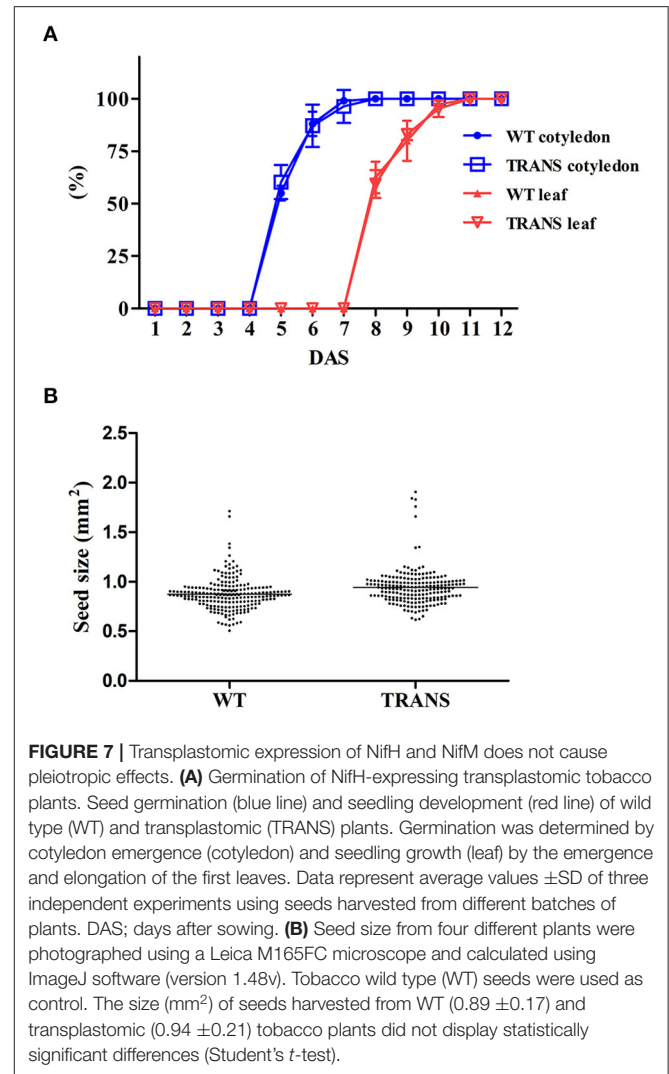 A
100
75
50
25
0
(%)
WT cotyledon
TRANS cotyledon
WT leaf
TRANS leaf
1 2 3 4 5 6 7 8 9 10 11 12
DAS
B
2.5
2.0
1.5
1.0
0.5
0.0
Seed size (mm²)
WT TRANS
FIGURE 7 | Transplastomic expression of NifH and NifM does not cause
pleiotropic effects. (A) Germination of NifH-expressing transplastomic tobacco
plants. Seed germination (blue line) and seedling development (red line) of wild
type (WT) and transplastomic (TRANS) plants. Germination was determined by
cotyledon emergence (cotyledon) and seedling growth (leaf) by the emergence
and elongation of the first leaves. Data represent average values ±SD of three
independent experiments using seeds harvested from different batches of
plants. DAS; days after sowing. (B) Seed size from four different plants were
photographed using a Leica M165FC microscope and calculated using
ImageJ software (version 1.48v). Tobacco wild type (WT) seeds were used as
control. The size (mm²) of seeds harvested from WT (0.89 ±0.17) and
transplastomic (0.94 ±0.21) tobacco plants did not display statistically
significant differences (Student's t-test).